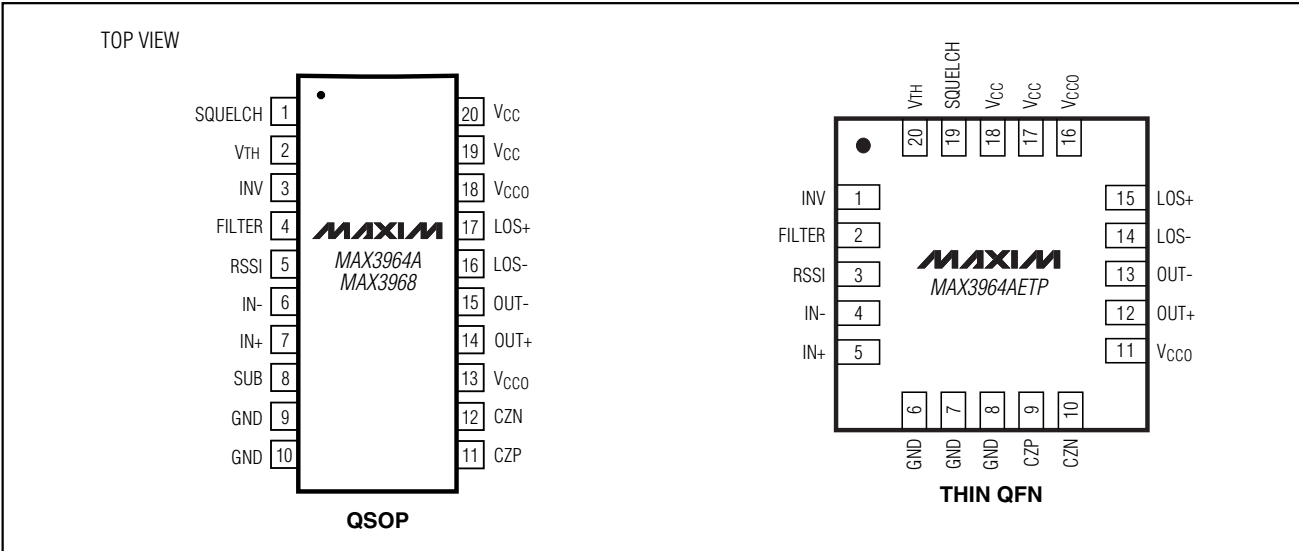 TOP VIEW
SQUELCH 1
VTH 2
INV 3
FILTER 4
RSSI 5
IN- 6
IN+ 7
SUB 8
GND 9
GND 10
MAXIM
MAX3964A
MAX3968
20 VCC
19 VCC
18 VCCO
17 LOS+
16 LOS-
15 OUT-
14 OUT+
13 VCCO
12 CZN
11 CZP
QSOP
VTH SQUELCH VCC VCC VCCO
20 19 18 17 16
INV 1
FILTER 2
RSSI 3
IN- 4
IN+ 5
MAXIM
MAX3964AETP
15 LOS+
14 LOS-
13 OUT-
12 OUT+
11 VCCO
6 7 8 9 10
GND GND GND CZP CZN
THIN QFN